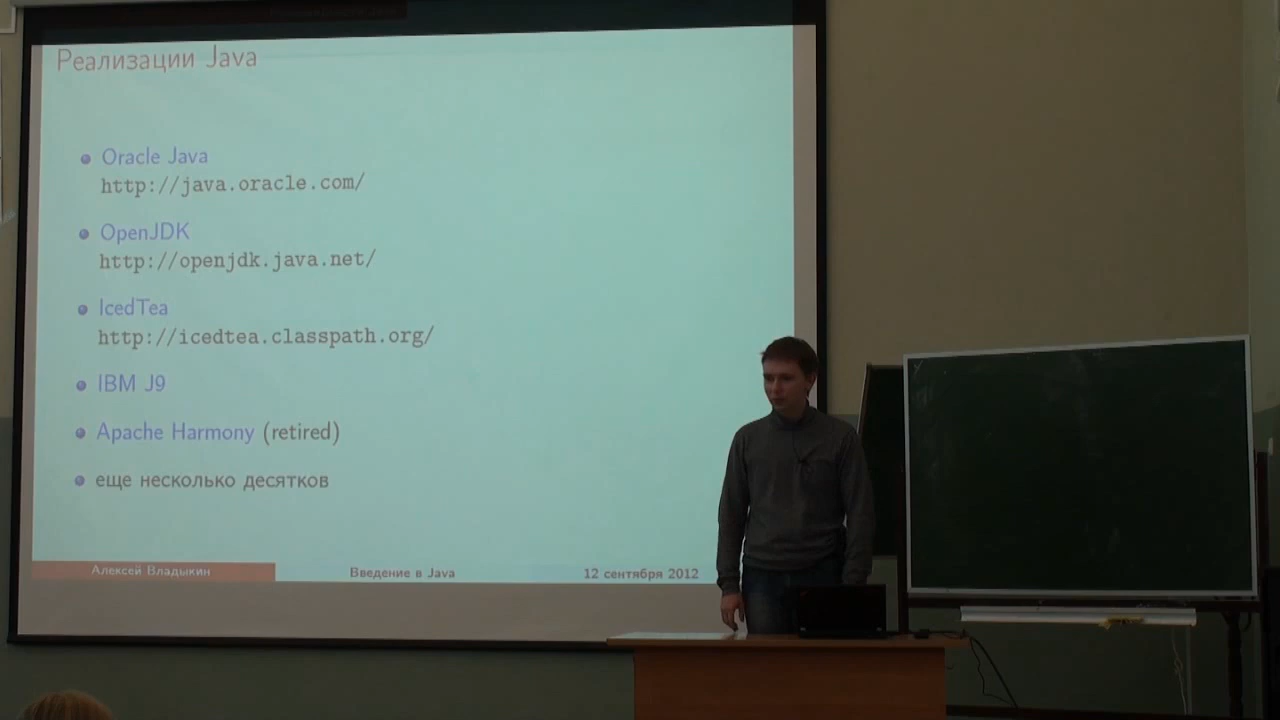 Реализации Java
Oracle Java
http://java.oracle.com/
OpenJDK
http://openjdk.java.net/
IcedTea
http://icedtea.classpath.org/
IBM J9
Apache Harmony (retired)
еще несколько десятков
Алексей Владыкин
Введение в Java
12 сентября 2012